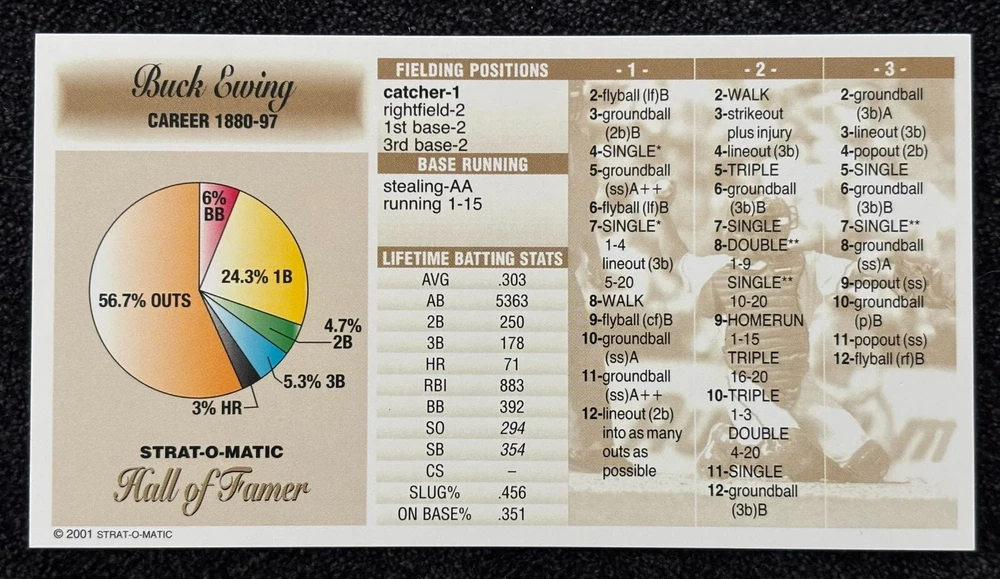 Buck Ewing
CAREER 1880-97
6%
BB
24.3% 1B
56.7% OUTS
4.7%
2B
5.3% 3B
3% HR
STRAT-O-MATIC
Hall of Famer
© 2001 STRAT-O-MATIC
FIELDING POSITIONS
catcher-1
rightfield-2
1st base-2
3rd base-2
BASE RUNNING
stealing-AA
running 1-15
LIFETIME BATTING STATS
AVG .303
AB 5363
2B 250
3B 178
HR 71
RBI 883
BB 392
SO 294
SB 354
CS –
SLUG% .456
ON BASE% .351
- 1 -
2-flyball (lf)B
3-groundball
(2b)B
4-SINGLE*
5-groundball
(ss)A++
6-flyball (lf)B
7-SINGLE*
1-4
lineout (3b)
5-20
8-WALK
9-flyball (cf)B
10-groundball
(ss)A
11-groundball
(ss)A++
12-lineout (2b)
into as many
outs as
possible
- 2 -
2-WALK
3-strikeout
plus injury
4-lineout (3b)
5-TRIPLE
6-groundball
(3b)B
7-SINGLE
8-DOUBLE**
1-9
SINGLE**
10-20
9-HOMERUN
1-15
TRIPLE
16-20
10-TRIPLE
1-3
DOUBLE
4-20
11-SINGLE
12-groundball
(3b)B
- 3 -
2-groundball
(3b)A
3-lineout (3b)
4-popout (2b)
5-SINGLE
6-groundball
(3b)B
7-SINGLE**
8-groundball
(ss)A
9-popout (ss)
10-groundball
(p)B
11-popout (ss)
12-flyball (rf)B